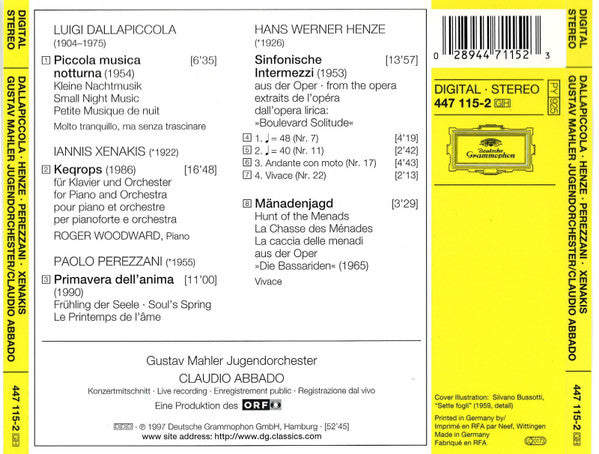 DIGITAL STEREO
DALLAPICCOLA · HENZE · PEREZZANI · XENAKIS
GUSTAV MAHLER JUGENDORCHESTER/CLAUDIO ABBADO
447 115-2 GH
LUIGI DALLAPICCOLA
(1904–1975)
1 Piccola musica [6'35]
notturna (1954)
Kleine Nachtmusik
Small Night Music
Petite Musique de nuit
Molto tranquillo, ma senza trascinare
IANNIS XENAKIS (*1922)
2 Keqrops (1986) [16'48]
für Klavier und Orchester
for Piano and Orchestra
pour piano et orchestre
per pianoforte e orchestra
ROGER WOODWARD, Piano
PAOLO PEREZZANI (*1955)
3 Primavera dell'anima [11'00]
(1990)
Frühling der Seele · Soul's Spring
Le Printemps de l'âme
HANS WERNER HENZE
(*1926)
Sinfonische [13'57]
Intermezzi (1953)
aus der Oper · from the opera
extraits de l'opéra
dall'opera lirica:
»Boulevard Solitude«
4 1. ♩ = 48 (Nr. 7) [4'19]
5 2. ♩ = 40 (Nr. 11) [2'42]
6 3. Andante con moto (Nr. 17) [4'43]
7 4. Vivace (Nr. 22) [2'13]
8 Mänadenjagd [3'29]
Hunt of the Menads
La Chasse des Ménades
La caccia delle menadi
aus der Oper
»Die Bassariden« (1965)
Vivace
Gustav Mahler Jugendorchester
CLAUDIO ABBADO
Konzertmitschnitt · Live recording · Enregistrement public · Registrazione dal vivo
Eine Produktion des ORF
DDD · ℗ 1997 Deutsche Grammophon GmbH, Hamburg · [52'45]
www site address: http://www.dg.classics.com
0 28944 71152 3
DIGITAL · STEREO
447 115-2 GH
PY 925
Deutsche
Grammophon
Cover Illustration: Silvano Bussotti,
"Sette fogli" (1959, detail)
Printed in Germany by/
Imprimé en RFA par Neef, Wittingen
Made in Germany
Fabriqué en RFA
DIGITAL STEREO
DALLAPICCOLA · HENZE · PEREZZANI · XENAKIS
GUSTAV MAHLER JUGENDORCHESTER/CLAUDIO ABBADO
447 115-2 GH